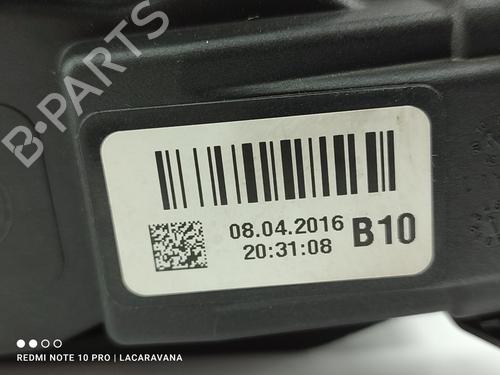 B-PARTS
08.04.2016
20:31:08
B10
REDMI NOTE 10 PRO | LACARAVANA